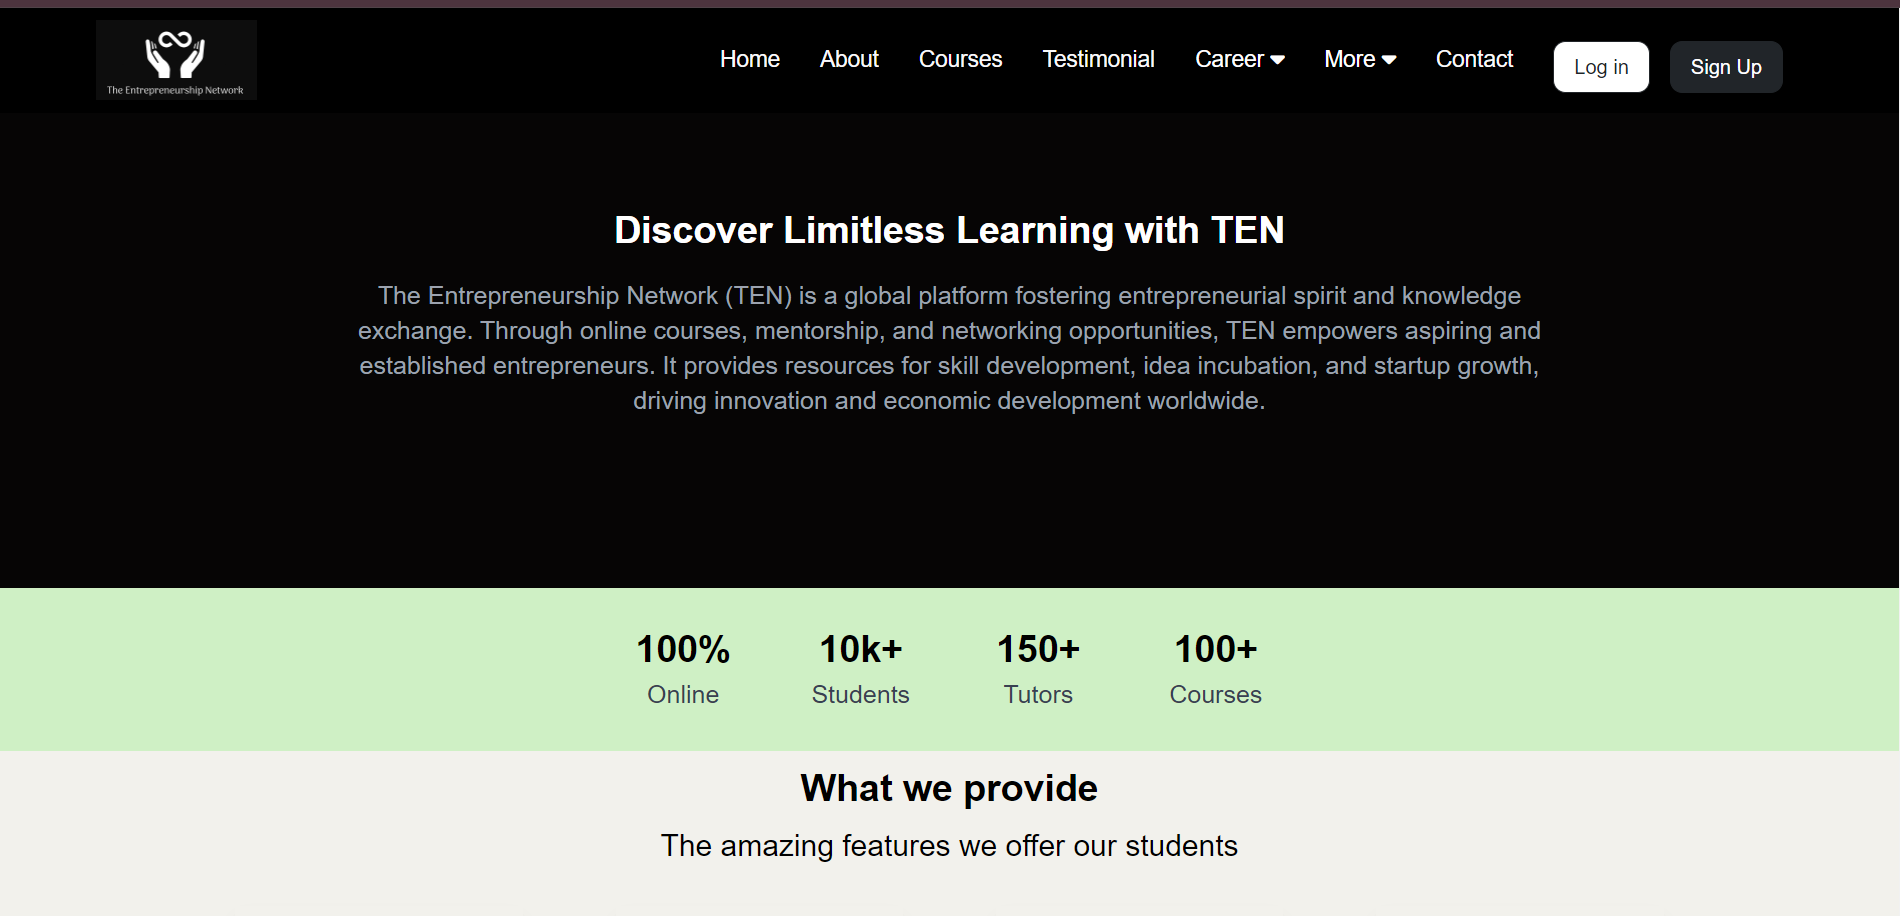 The Entrepreneurship Network
Home About Courses Testimonial Career More Contact Log in Sign Up
Discover Limitless Learning with TEN
The Entrepreneurship Network (TEN) is a global platform fostering entrepreneurial spirit and knowledge
exchange. Through online courses, mentorship, and networking opportunities, TEN empowers aspiring and
established entrepreneurs. It provides resources for skill development, idea incubation, and startup growth,
driving innovation and economic development worldwide.
100% 10k+ 150+ 100+
Online Students Tutors Courses
What we provide
The amazing features we offer our students